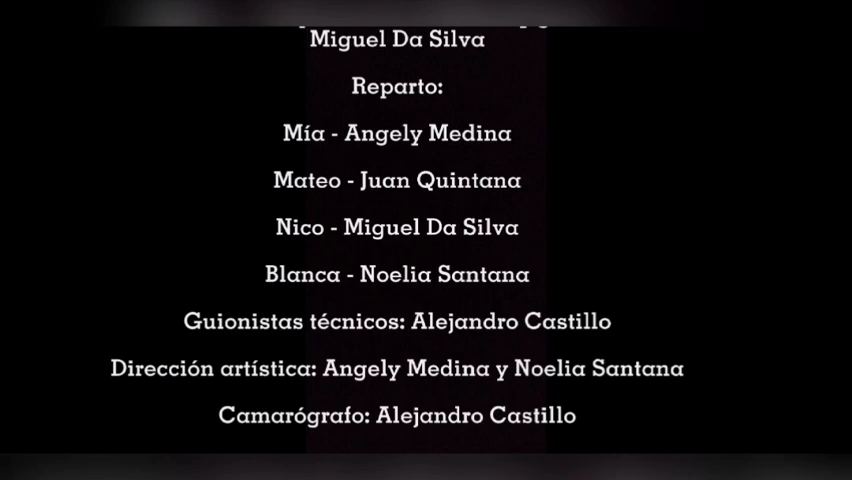 Miguel Da Silva
Reparto:
Mía - Angely Medina
Mateo - Juan Quintana
Nico - Miguel Da Silva
Blanca - Noelia Santana
Guionistas técnicos: Alejandro Castillo
Dirección artística: Angely Medina y Noelia Santana
Camarógrafo: Alejandro Castillo